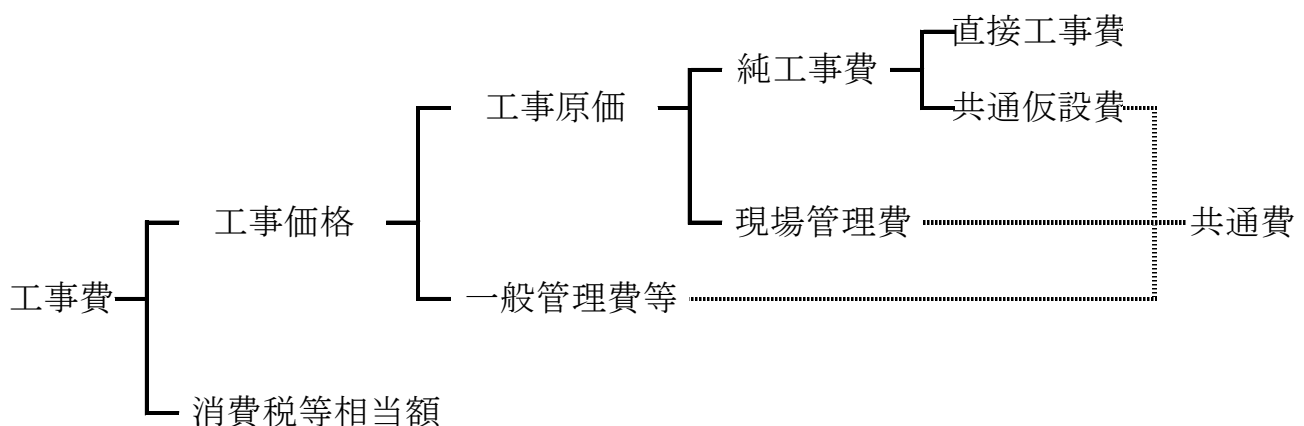 直接工事費
純工事費
共通仮設費
工事原価
現場管理費
共通費
工事価格
一般管理費等
工事費
消費税等相当額